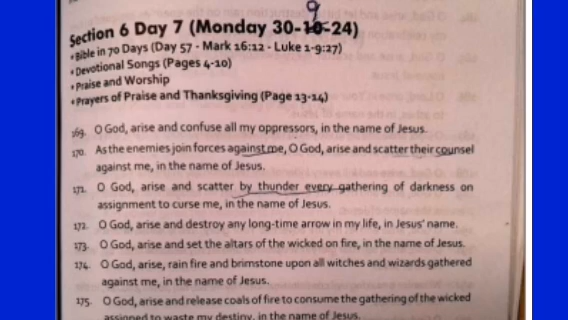 Section 6 Day 7 (Monday 30-10-24)
9
• Bible in 70 Days (Day 57 - Mark 16:12 - Luke 1-9:27)
• Devotional Songs (Pages 4-10)
• Praise and Worship
• Prayers of Praise and Thanksgiving (Page 13-14)
169. O God, arise and confuse all my oppressors, in the name of Jesus.
170. As the enemies join forces against me, O God, arise and scatter their counsel
against me, in the name of Jesus.
171. O God, arise and scatter by thunder every gathering of darkness on
assignment to curse me, in the name of Jesus.
172. O God, arise and destroy any long-time arrow in my life, in Jesus' name.
173. O God, arise and set the altars of the wicked on fire, in the name of Jesus.
174. O God, arise, rain fire and brimstone upon all witches and wizards gathered
against me, in the name of Jesus.
175. O God, arise and release coals of fire to consume the gathering of the wicked
assigned to waste my destiny, in the name of Jesus.